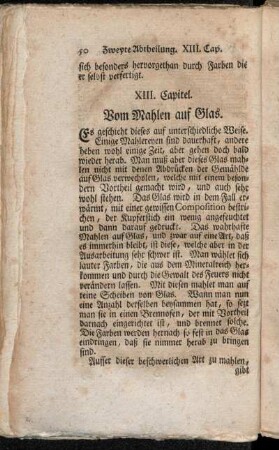 50 Zweyte Abtheilung. XIII. Cap.
sich besonders hervorgethan durch Farben die
er selbst verfertigt.
XIII. Capitel.
Vom Mahlen auf Glas.
Es geschieht dieses auf unterschiedliche Weise.
Einige Mahlereyen sind dauerhaft, andere
heben wohl einige Zeit, aber gehen doch bald
wieder herab. Man muß aber dieses Glas mah-
len nicht mit denen Abdrücken der Gemählde
auf Glas verwechslen, welche mit einem beson-
dern Vortheil gemacht wird, und auch sehr
wohl stehen. Das Glas wird in dem Fall er-
wärmt, mit einer gewissen Composition bestri-
chen, der Kupferstich ein wenig angefeuchtet
und dann darauf gedruckt. Das wahrhafte
Mahlen auf Glas, und zwar auf eine Art, daß
es immerhin bleibt, ist diese, welche aber in der
Ausarbeitung sehr schwer ist. Man wählet sich
lauter Farben, die aus dem Mineralreich her-
kommen und durch die Gewalt des Feuers nicht
verändern lassen. Mit diesen mahlet man auf
reine Scheiben von Glas. Wann man nun
eine Anzahl derselben beysammen hat, so sezt
man sie in einen Brennofen, der mit Vortheil
darnach eingerichtet ist, und brennet solche.
Die Farben werden hernach so fest in das Glas
eindringen, daß sie nimmer herab zu bringen
sind.
Ausser dieser beschwerlichen Art zu mahlen,
gibt